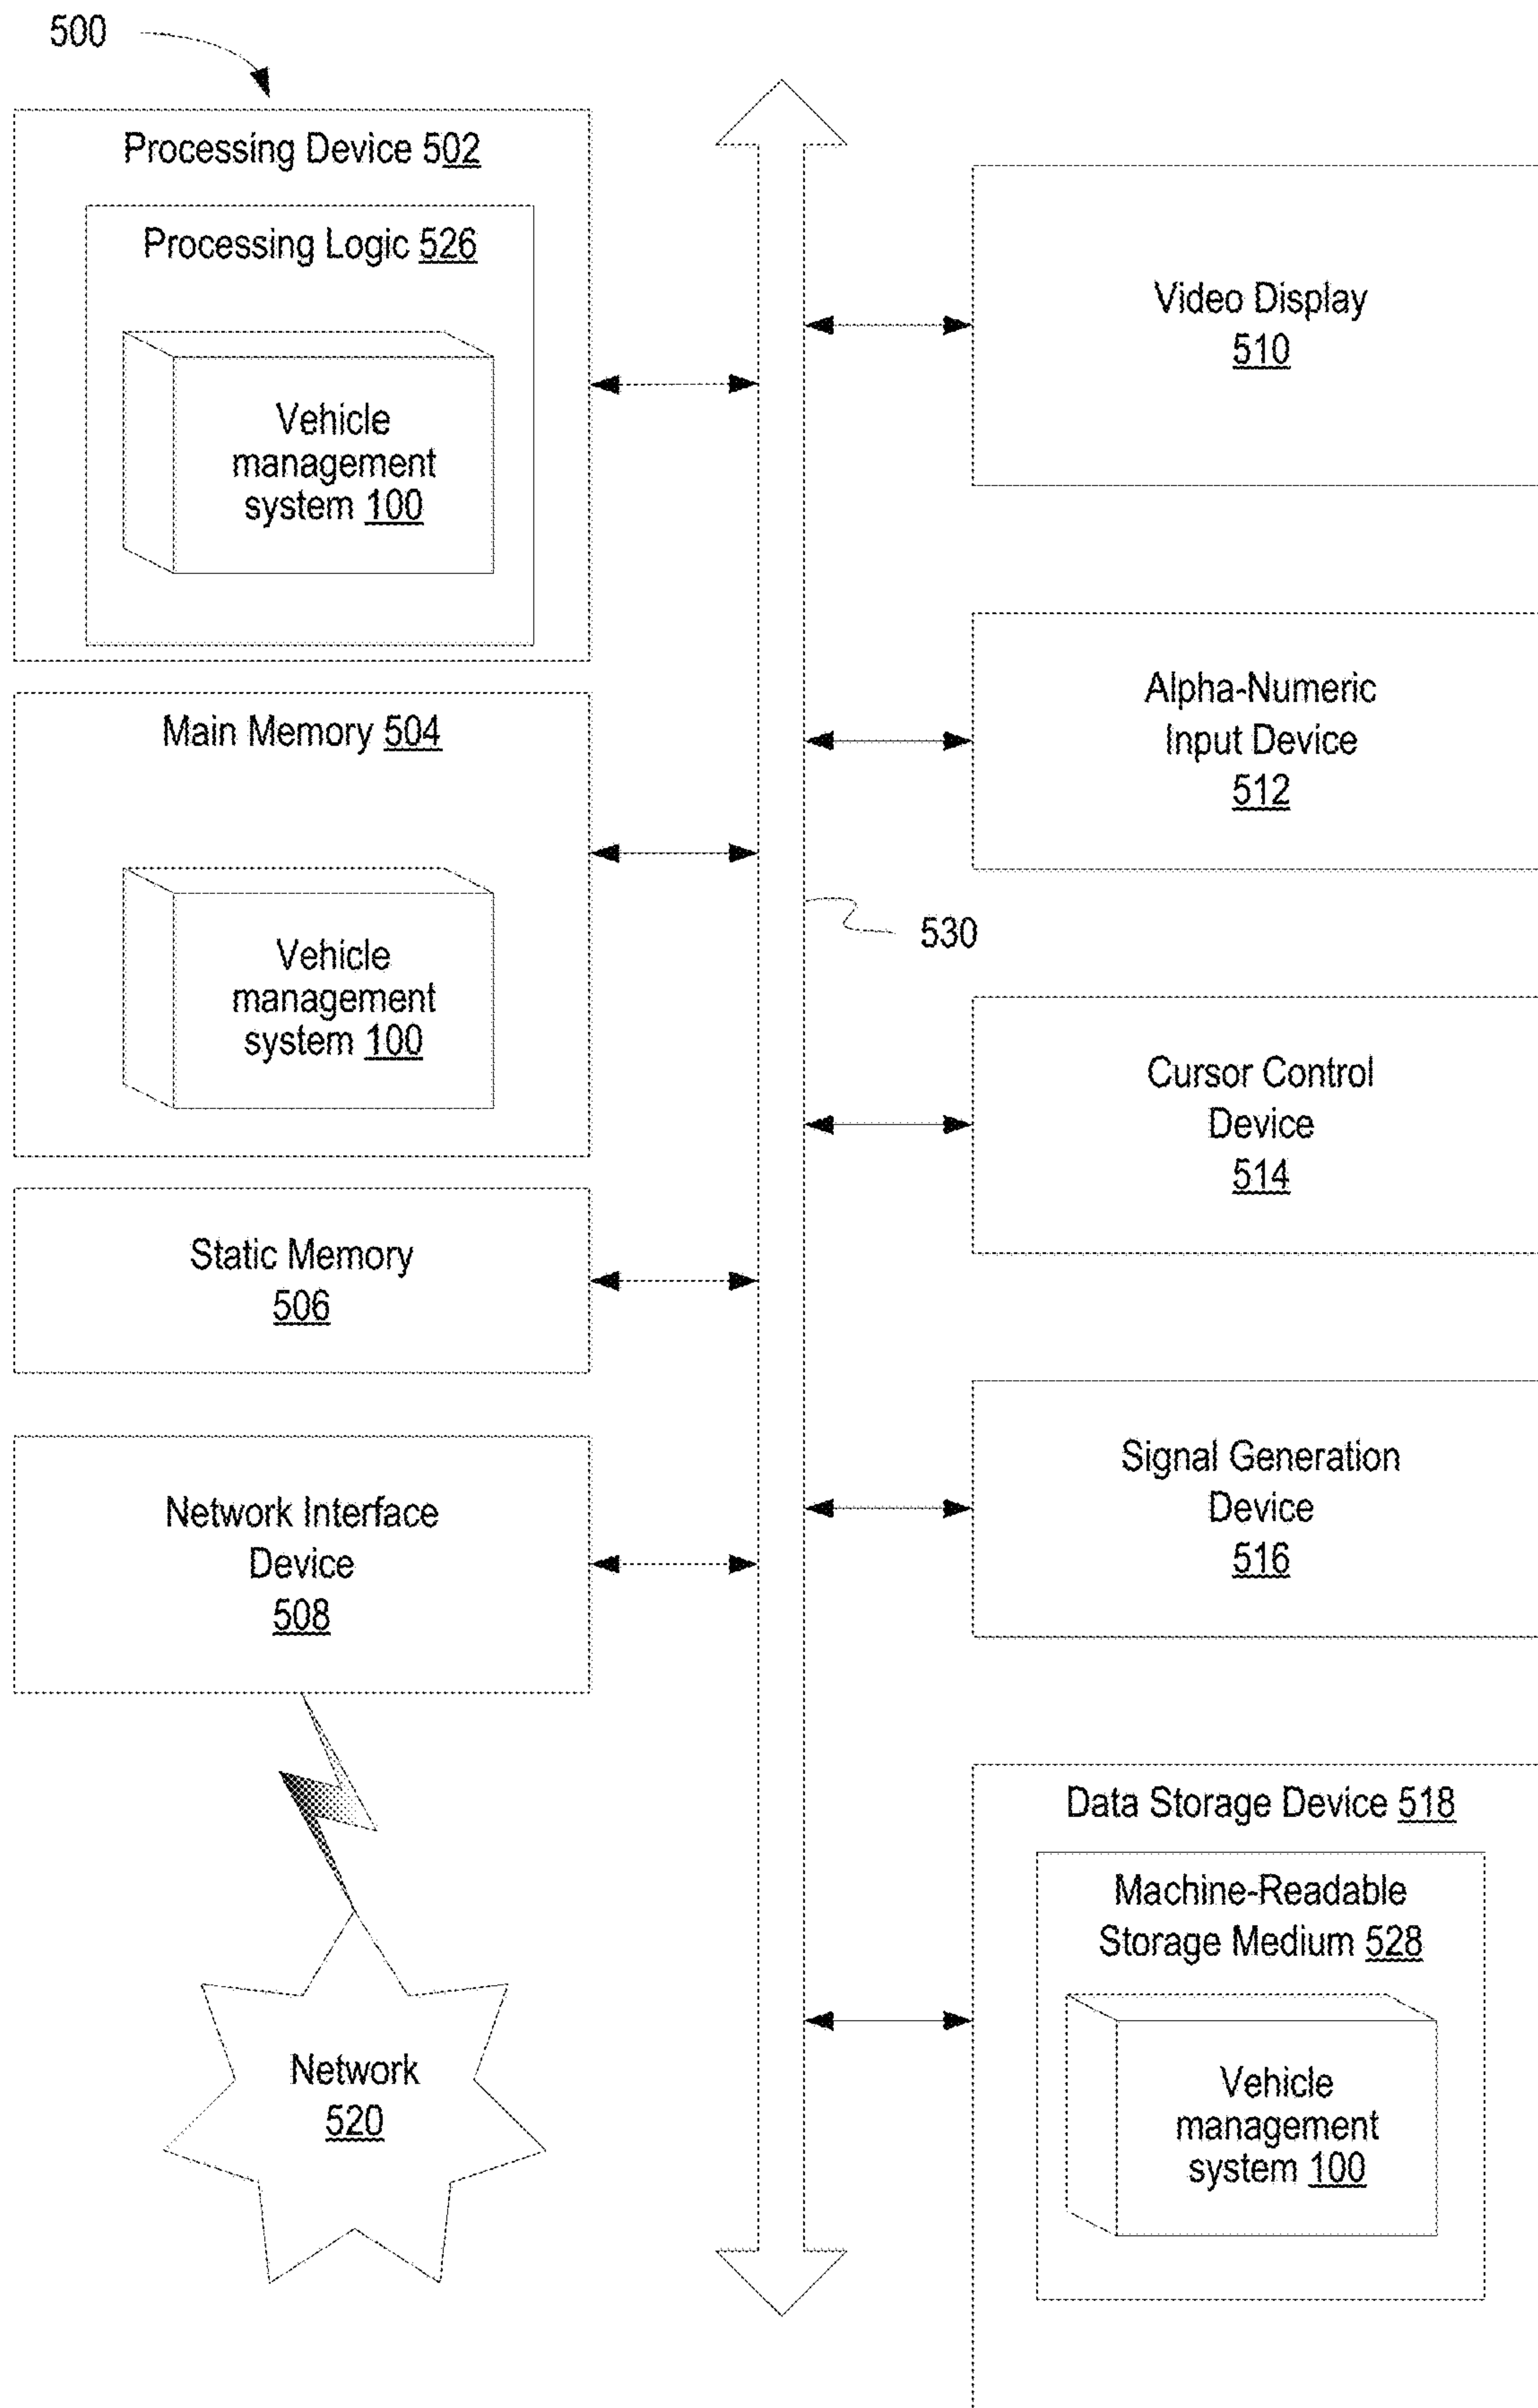 500
Processing Device 502
Processing Logic 526
Vehicle
management
system 100
Main Memory 504
Vehicle
management
system 100
Static Memory
506
Network Interface
Device
508
Network
520
530
Video Display
510
Alpha-Numeric
Input Device
512
Cursor Control
Device
514
Signal Generation
Device
516
Data Storage Device 518
Machine-Readable
Storage Medium 528
Vehicle
management
system 100